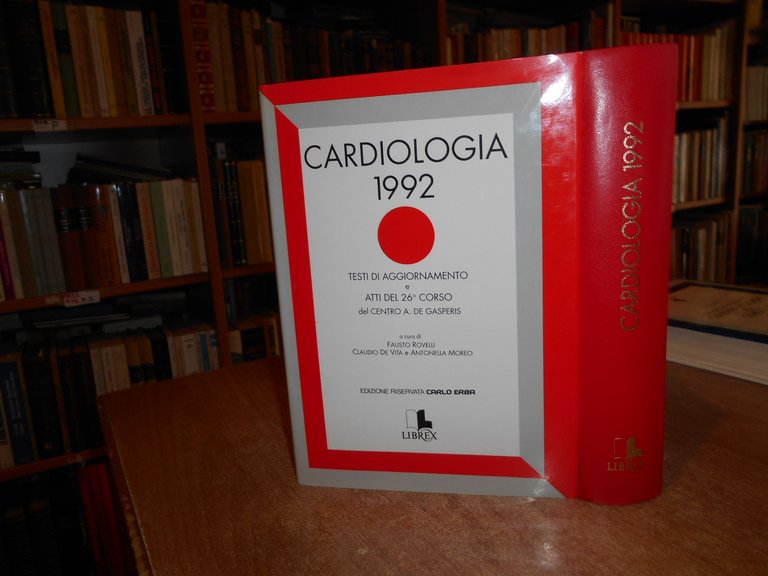 CARDIOLOGIA
1992
TESTI DI AGGIORNAMENTO
e
ATTI DEL 26° CORSO
del CENTRO A. DE GASPERIS
a cura di
FAUSTO ROVELLI
CLAUDIO DE VITA e ANTONELLA MOREO
EDIZIONE RISERVATA CARLO ERBA
LIBREX
CARDIOLOGIA 1992
LIBREX